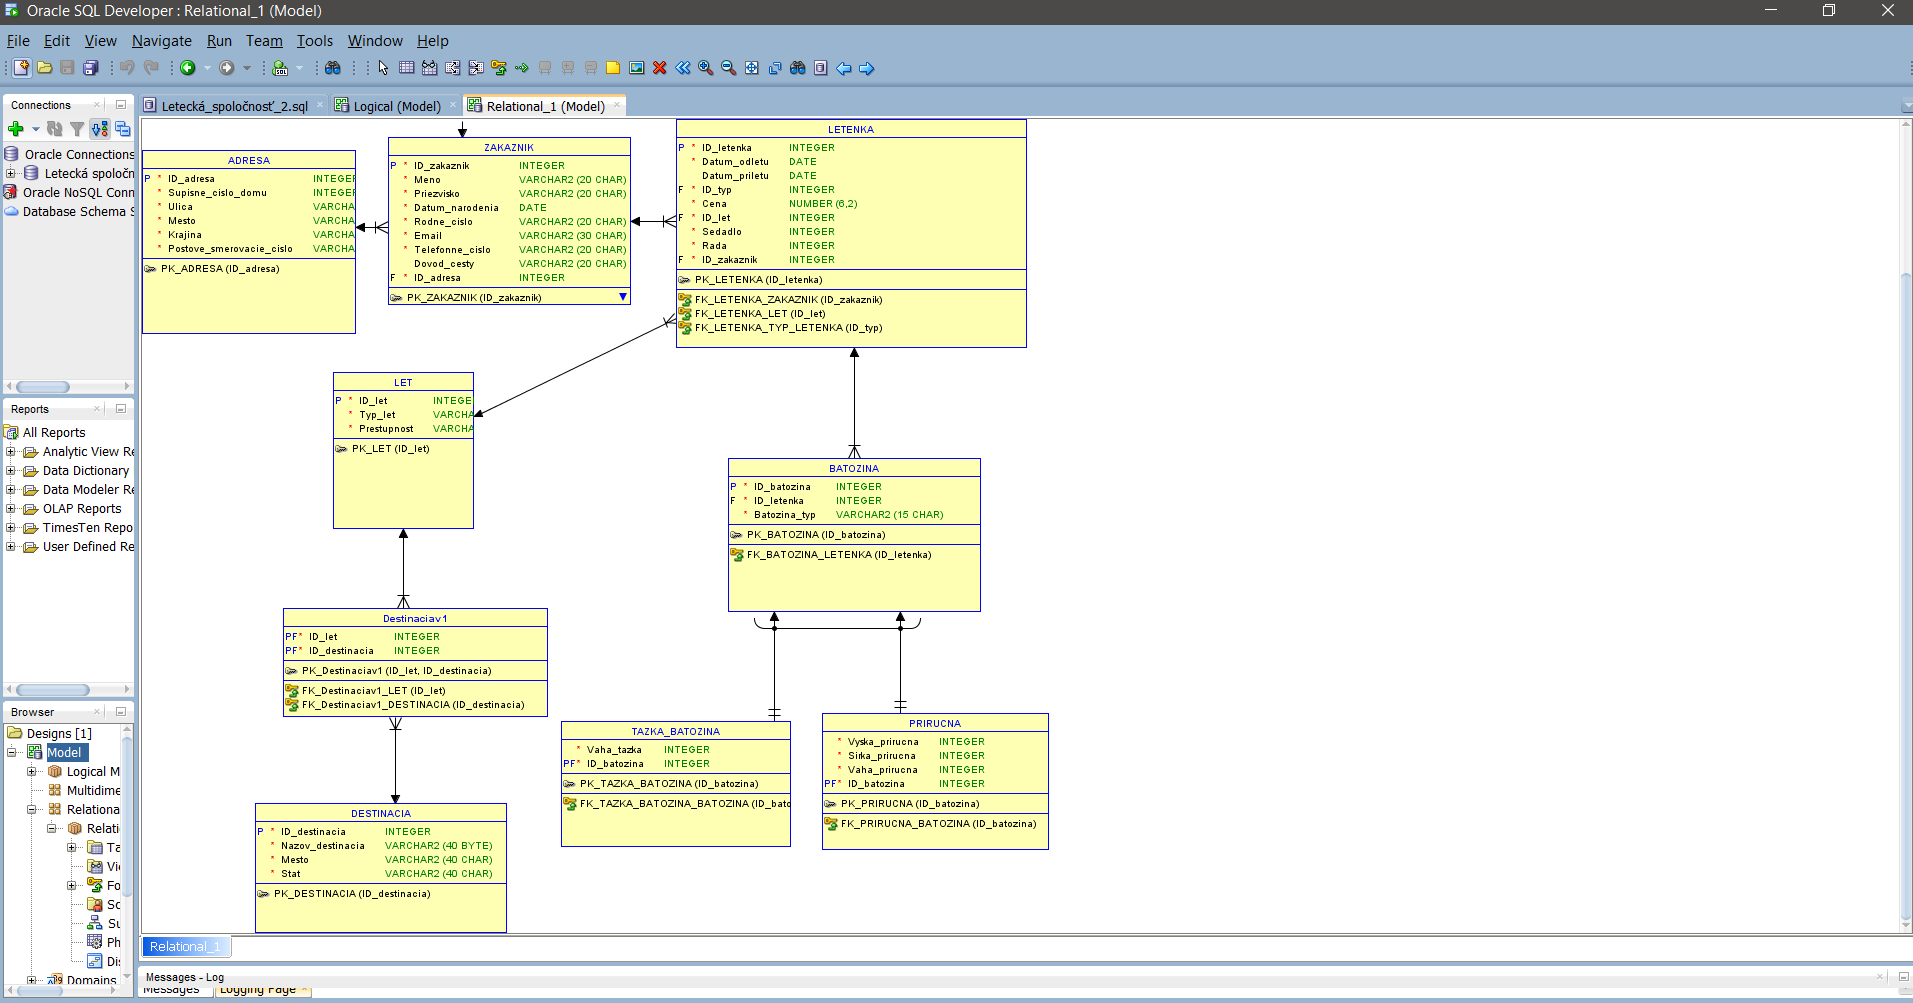 Oracle SQL Developer : Relational_1 (Model)
File Edit View Navigate Run Team Tools Window Help
Connections
Oracle Connections
Letecká spoločn
Oracle NoSQL Conn
Database Schema S
Reports
All Reports
Analytic View Re
Data Dictionary
Data Modeler Re
OLAP Reports
TimesTen Repo
User Defined Re
Browser
Designs [1]
Model
Logical M
Multidime
Relationa
Relati
Ta
Vie
Fo
Sc
Su
Ph
Dis
Domains
Letecká_spoločnosť_2.sql
Logical (Model)
Relational_1 (Model)
ADRESA
P * ID_adresa INTEGER
* Supisne_cislo_domu INTEGER
* Ulica VARCHA
* Mesto VARCHA
* Krajina VARCHA
* Postove_smerovacie_cislo VARCHA
PK_ADRESA (ID_adresa)
ZAKAZNIK
P * ID_zakaznik INTEGER
* Meno VARCHAR2 (20 CHAR)
* Priezvisko VARCHAR2 (20 CHAR)
* Datum_narodenia DATE
* Rodne_cislo VARCHAR2 (20 CHAR)
* Email VARCHAR2 (30 CHAR)
* Telefonne_cislo VARCHAR2 (20 CHAR)
Dovod_cesty VARCHAR2 (20 CHAR)
F * ID_adresa INTEGER
PK_ZAKAZNIK (ID_zakaznik)
LETENKA
P * ID_letenka INTEGER
* Datum_odletu DATE
Datum_priletu DATE
F * ID_typ INTEGER
* Cena NUMBER (6,2)
F * ID_let INTEGER
* Sedadlo INTEGER
* Rada INTEGER
F * ID_zakaznik INTEGER
PK_LETENKA (ID_letenka)
FK_LETENKA_ZAKAZNIK (ID_zakaznik)
FK_LETENKA_LET (ID_let)
FK_LETENKA_TYP_LETENKA (ID_typ)
LET
P * ID_let INTEGE
* Typ_let VARCHA
* Prestupnost VARCHA
PK_LET (ID_let)
BATOZINA
P * ID_batozina INTEGER
F * ID_letenka INTEGER
* Batozina_typ VARCHAR2 (15 CHAR)
PK_BATOZINA (ID_batozina)
FK_BATOZINA_LETENKA (ID_letenka)
Destinaciav1
PF* ID_let INTEGER
PF* ID_destinacia INTEGER
PK_Destinaciav1 (ID_let, ID_destinacia)
FK_Destinaciav1_LET (ID_let)
FK_Destinaciav1_DESTINACIA (ID_destinacia)
TAZKA_BATOZINA
* Vaha_tazka INTEGER
PF* ID_batozina INTEGER
PK_TAZKA_BATOZINA (ID_batozina)
FK_TAZKA_BATOZINA_BATOZINA (ID_bato
PRIRUCNA
* Vyska_prirucna INTEGER
* Sirka_prirucna INTEGER
* Vaha_prirucna INTEGER
PF* ID_batozina INTEGER
PK_PRIRUCNA (ID_batozina)
FK_PRIRUCNA_BATOZINA (ID_batozina)
DESTINACIA
P * ID_destinacia INTEGER
* Nazov_destinacia VARCHAR2 (40 BYTE)
* Mesto VARCHAR2 (40 CHAR)
* Stat VARCHAR2 (40 CHAR)
PK_DESTINACIA (ID_destinacia)
Relational_1
Messages - Log
Messages
Logging Page